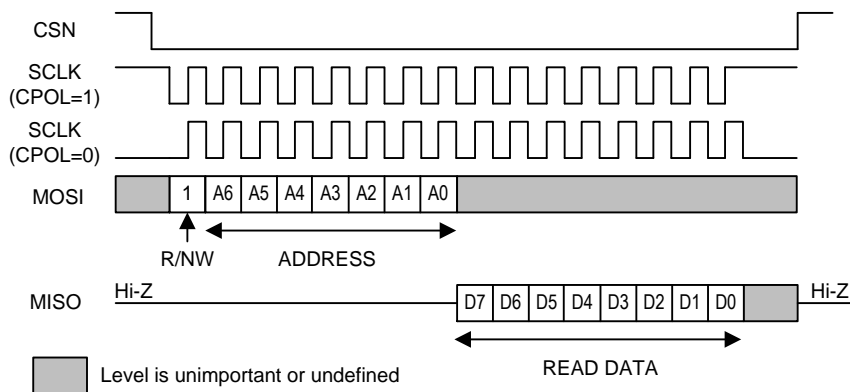 CSN
SCLK
(CPOL=1)
SCLK
(CPOL=0)
MOSI 1 A6 A5 A4 A3 A2 A1 A0
R/NW ADDRESS
MISO Hi-Z D7 D6 D5 D4 D3 D2 D1 D0 Hi-Z
READ DATA
Level is unimportant or undefined